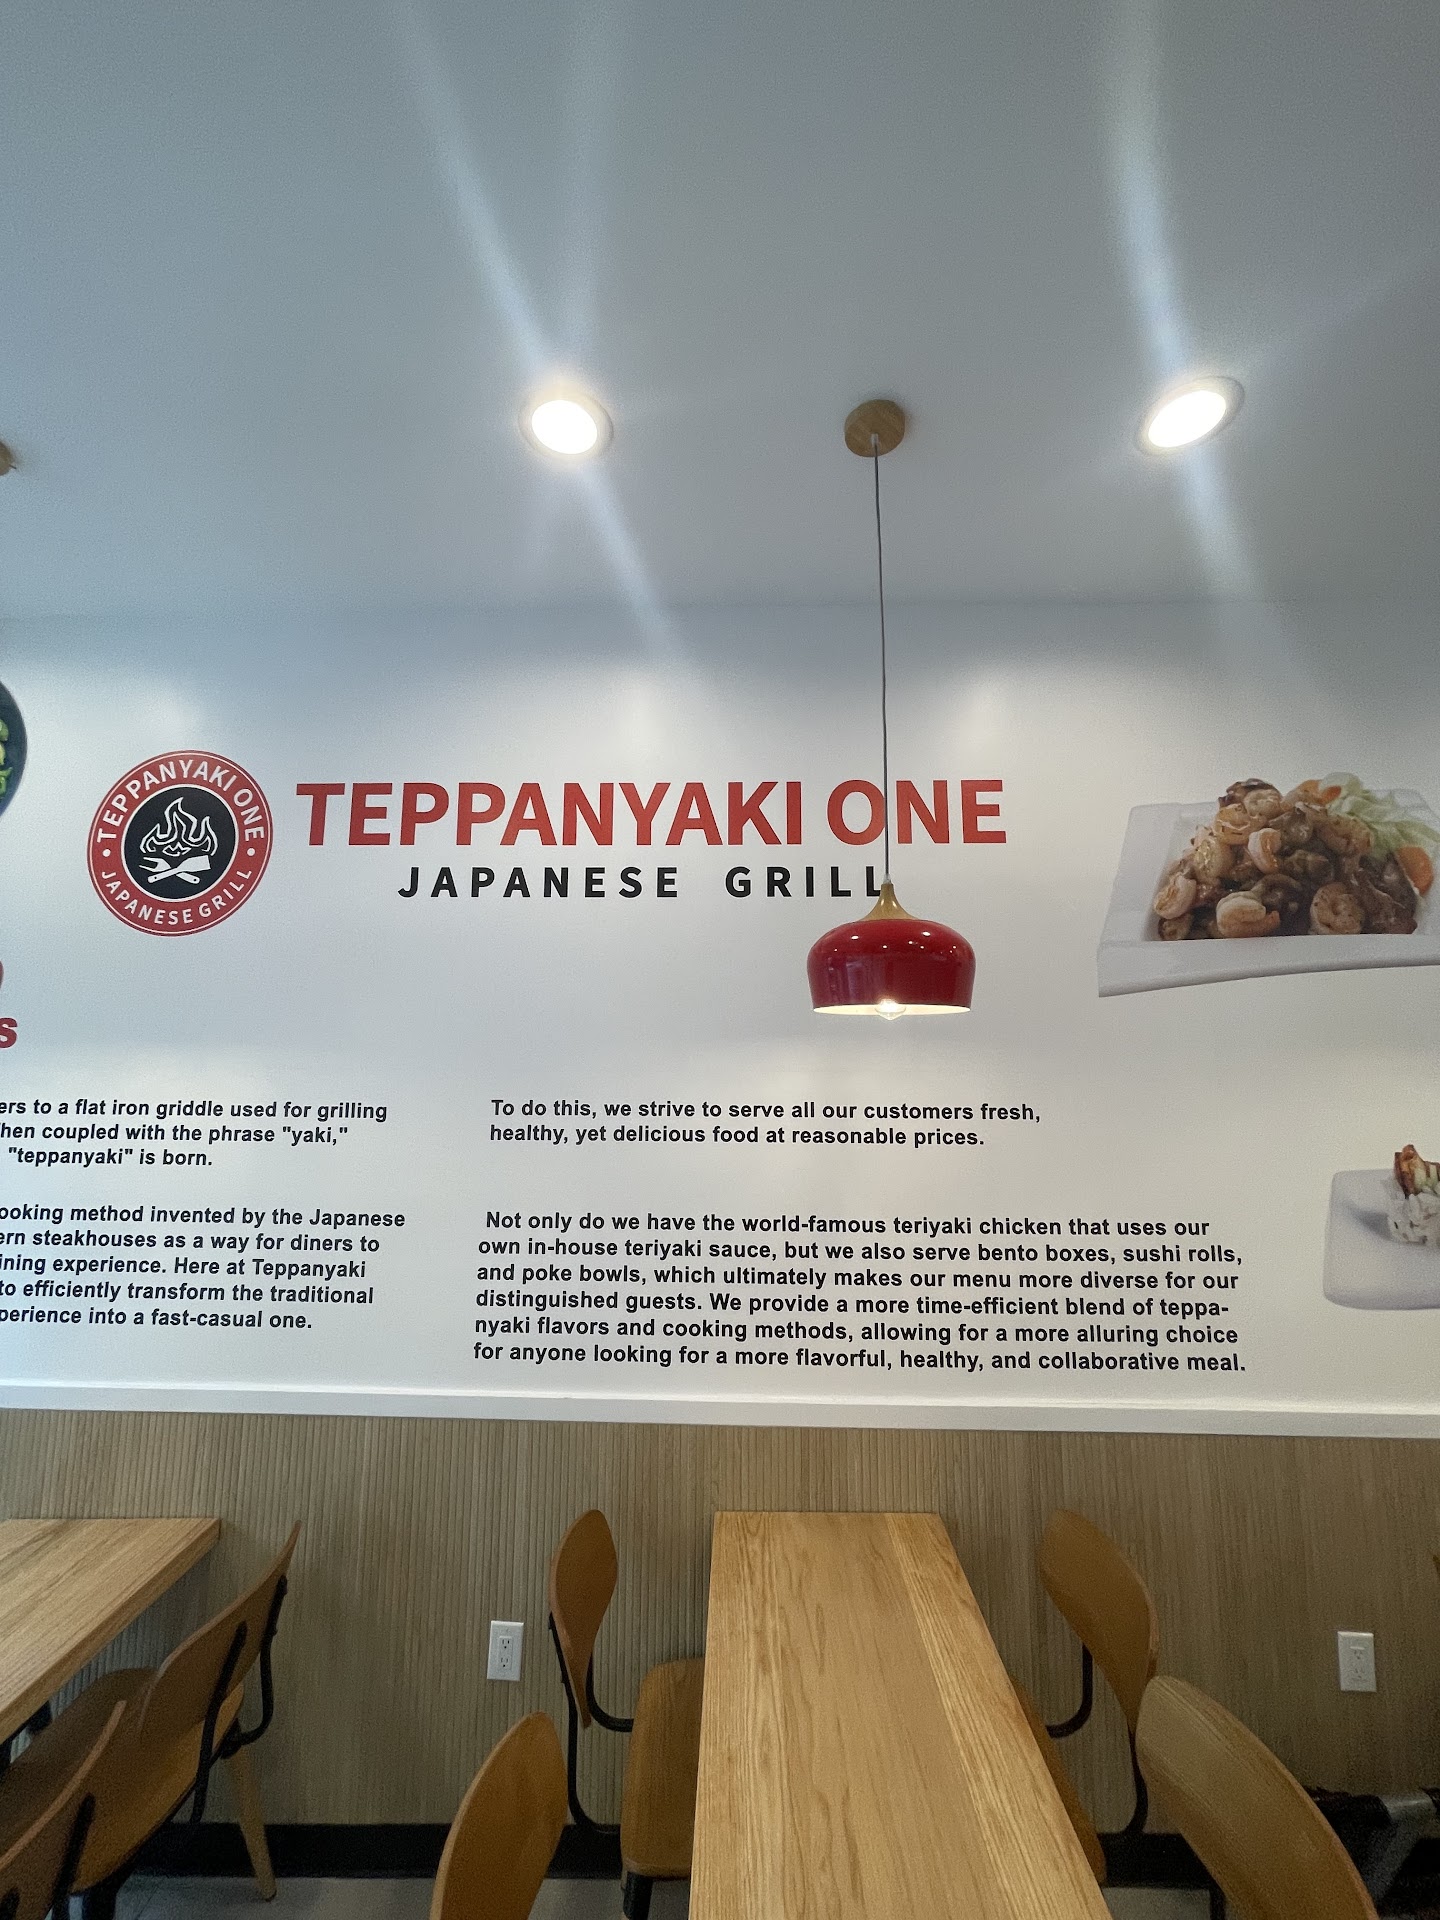 TEPPANYAKI ONE
JAPANESE GRILL
TEPPANYAKI ONE
JAPANESE GRILL
to a flat iron griddle used for grilling
coupled with the phrase "yaki,"
"teppanyaki" is born.
method invented by the Japanese
steakhouses as a way for diners to
experience. Here at Teppanyaki
to efficiently transform the traditional
into a fast-casual one.
To do this, we strive to serve all our customers fresh,
healthy, yet delicious food at reasonable prices.
Not only do we have the world-famous teriyaki chicken that uses our
own in-house teriyaki sauce, but we also serve bento boxes, sushi rolls,
and poke bowls, which ultimately makes our menu more diverse for our
distinguished guests. We provide a more time-efficient blend of teppa-
nyaki flavors and cooking methods, allowing for a more alluring choice
for anyone looking for a more flavorful, healthy, and collaborative meal.